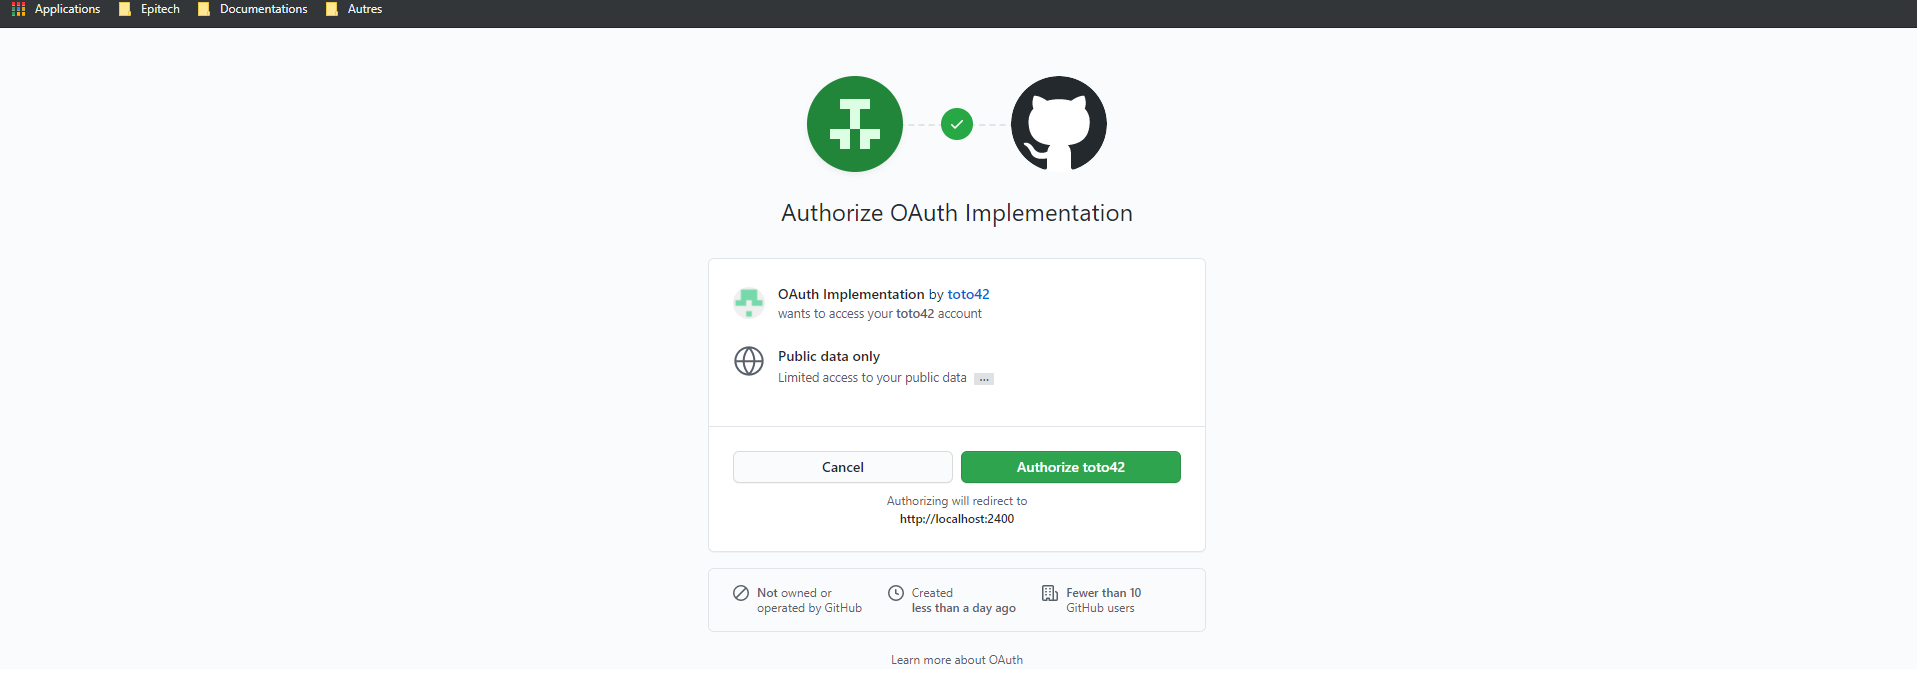 Applications Epitech Documentations Autres
Authorize OAuth Implementation
OAuth Implementation by toto42
wants to access your toto42 account
Public data only
Limited access to your public data ...
Cancel Authorize toto42
Authorizing will redirect to
http://localhost:2400
Not owned or
operated by GitHub
Created
less than a day ago
Fewer than 10
GitHub users
Learn more about OAuth